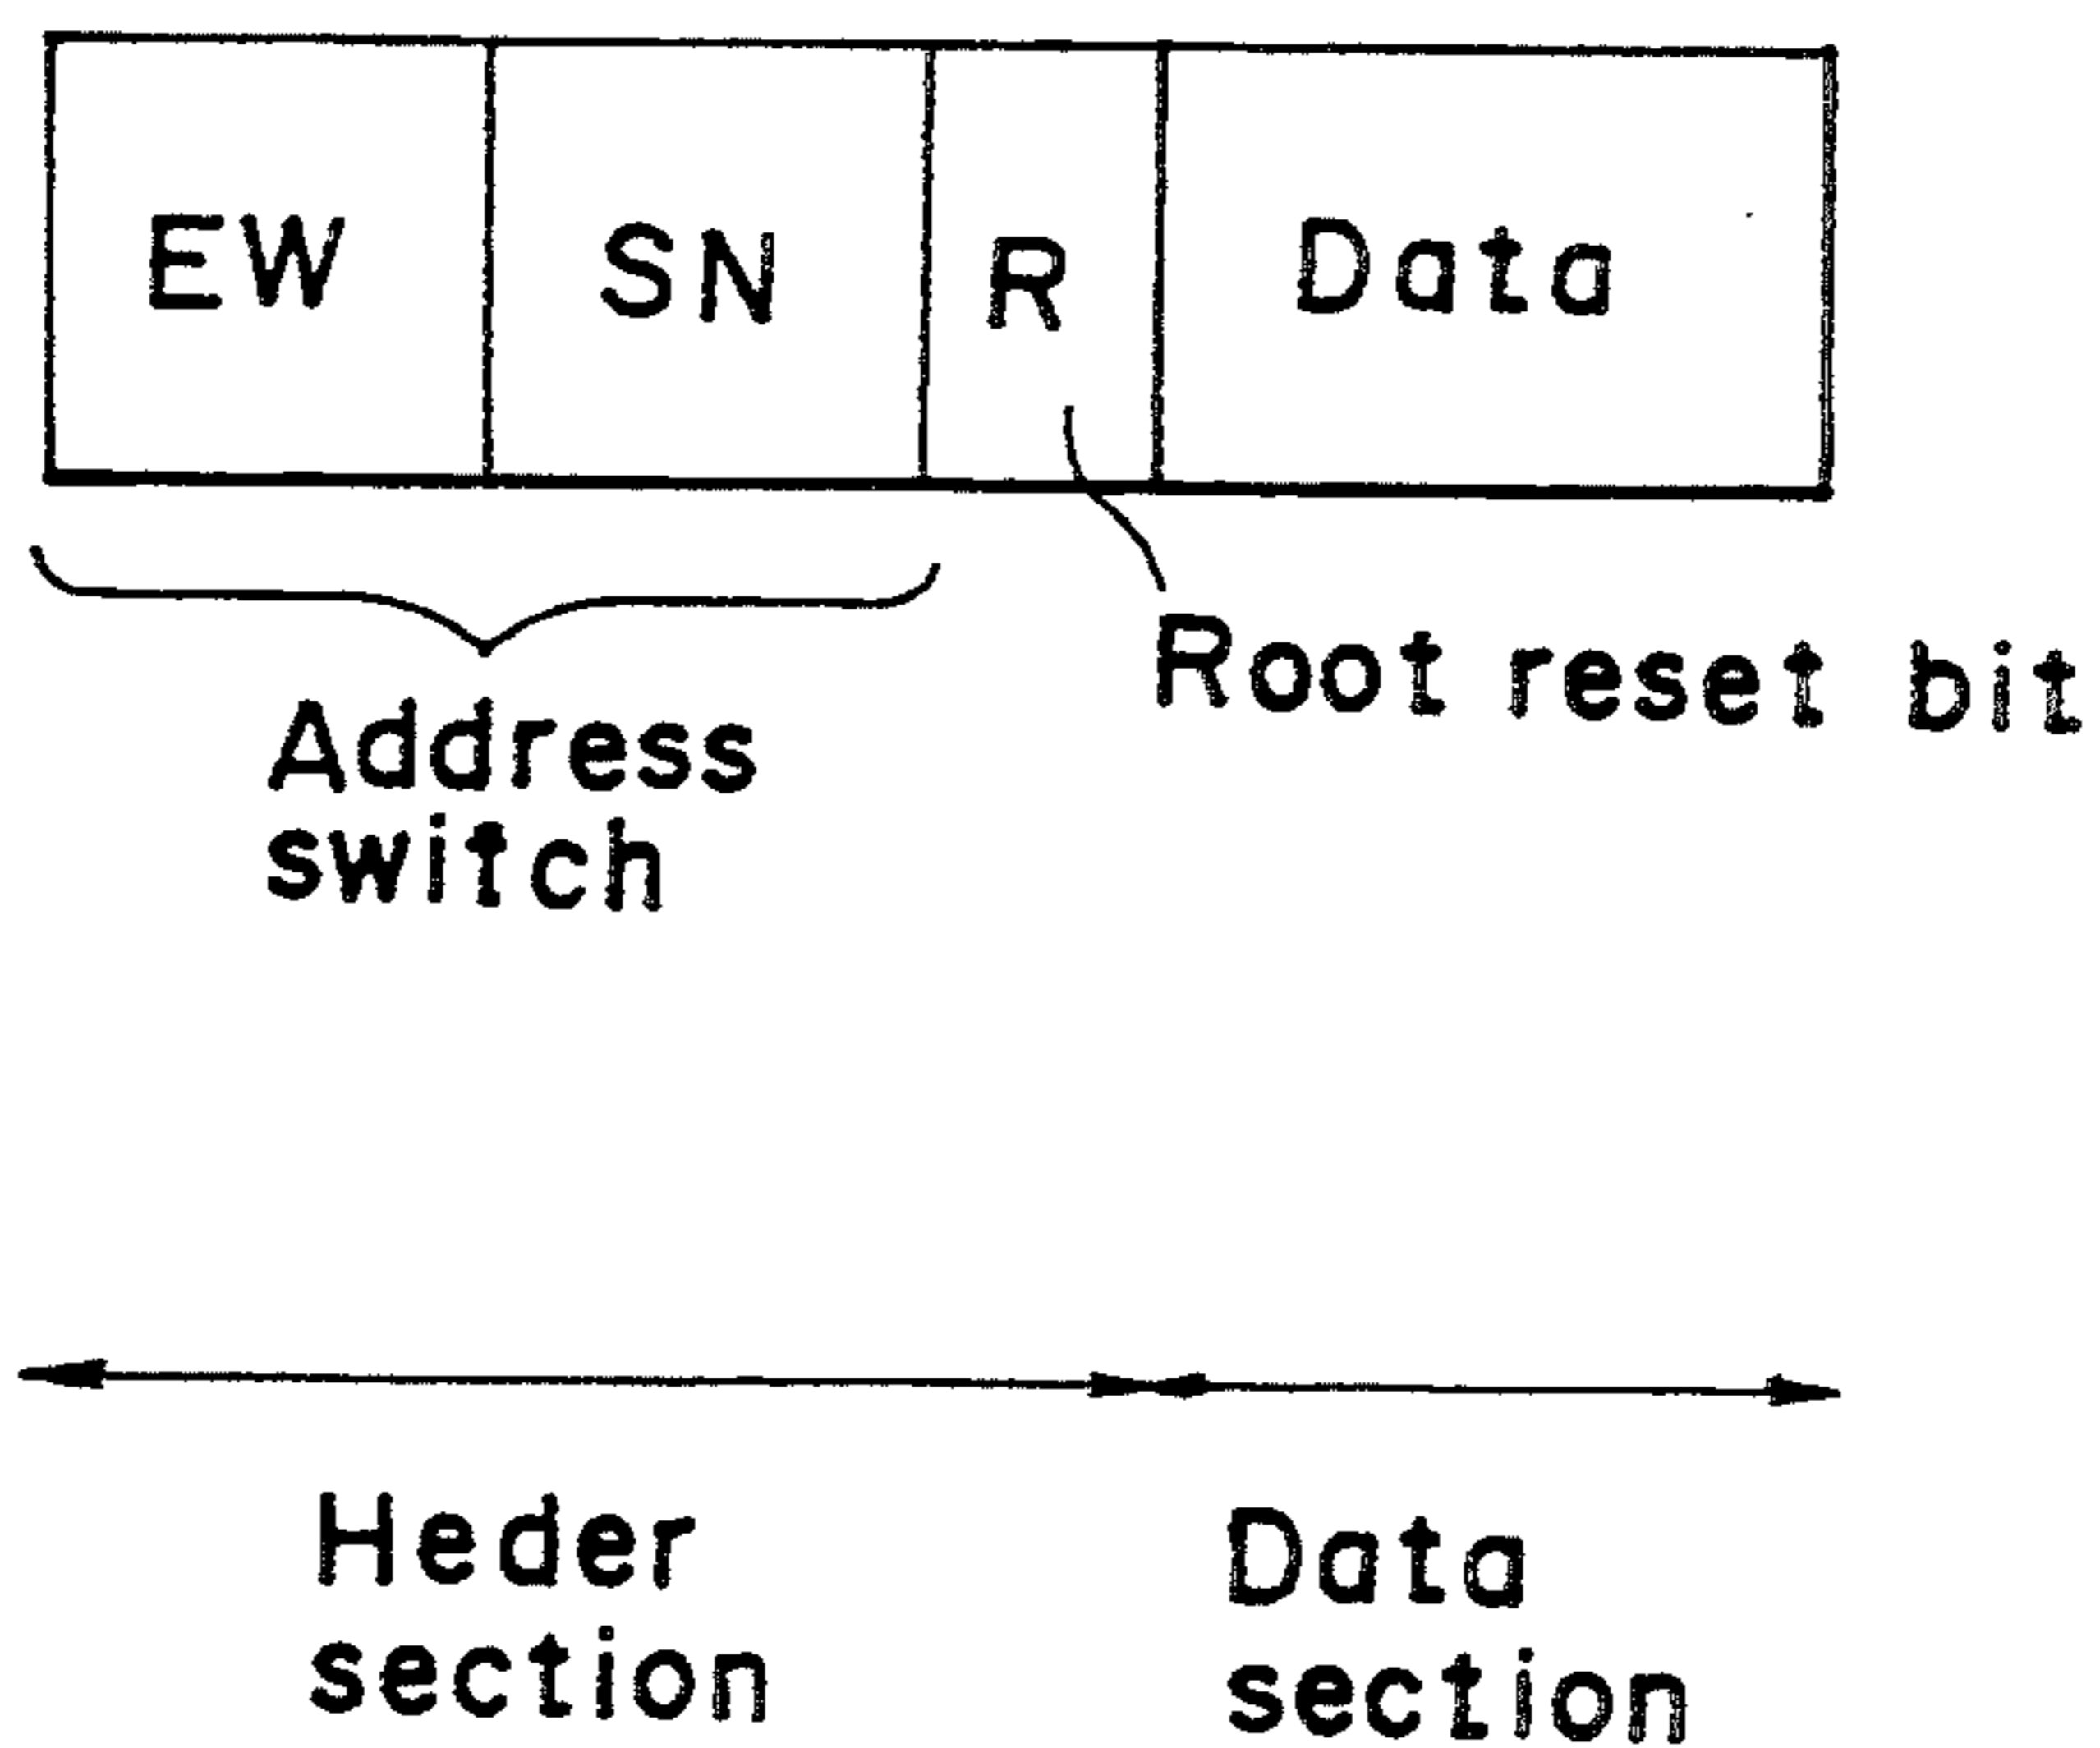 EW SN R Data
Root reset bit
Address
switch
Heder
section
Data
section